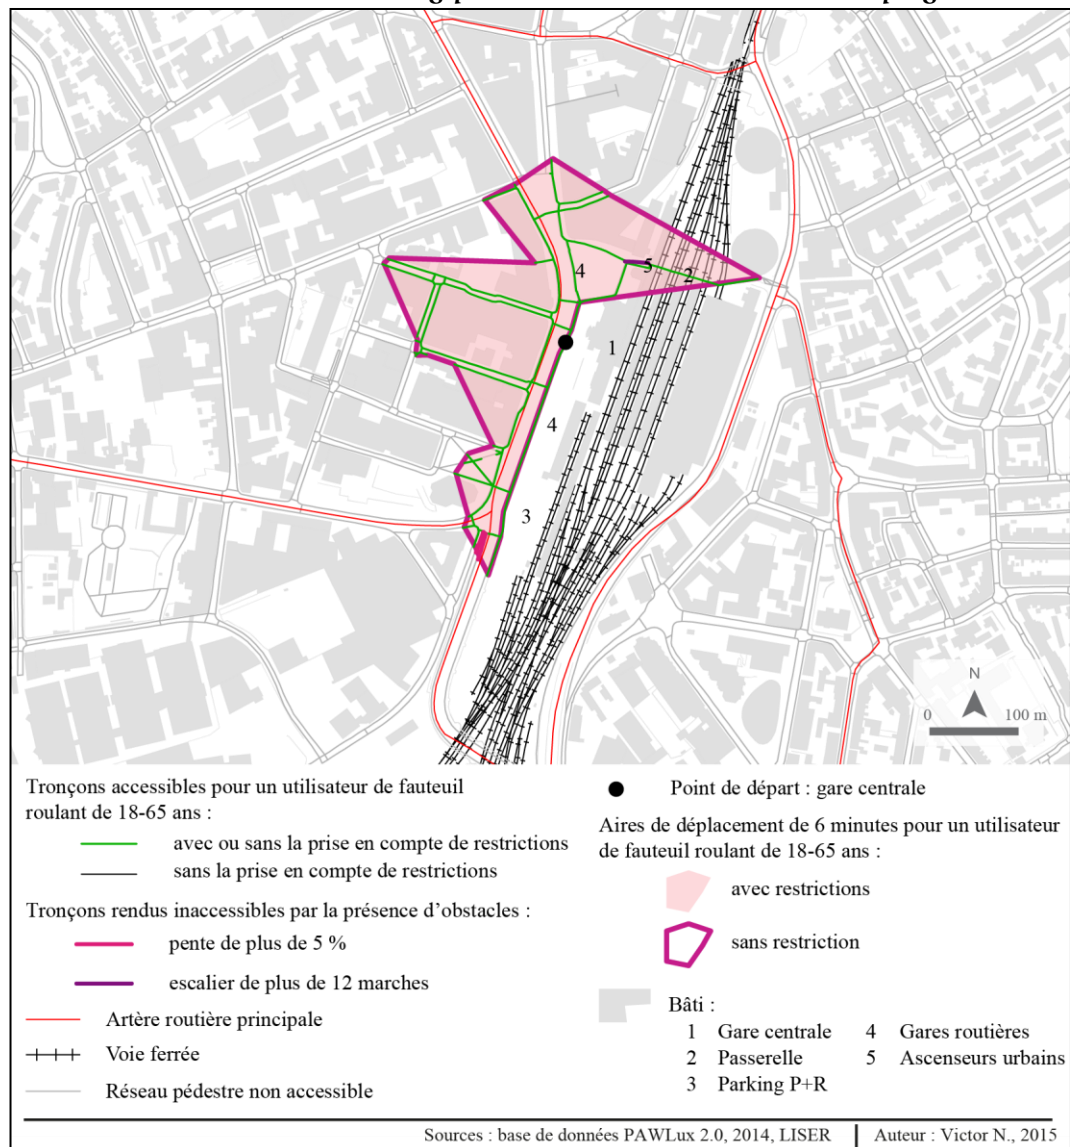 4
5
2
1
4
3
N
0 100 m
Tronçons accessibles pour un utilisateur de fauteuil
roulant de 18-65 ans :
avec ou sans la prise en compte de restrictions
sans la prise en compte de restrictions
Tronçons rendus inaccessibles par la présence d'obstacles :
pente de plus de 5 %
escalier de plus de 12 marches
Artère routière principale
Voie ferrée
Réseau pédestre non accessible
Point de départ : gare centrale
Aires de déplacement de 6 minutes pour un utilisateur
de fauteuil roulant de 18-65 ans :
avec restrictions
sans restriction
Bâti :
1 Gare centrale 4 Gares routières
2 Passerelle 5 Ascenseurs urbains
3 Parking P+R
Sources : base de données PAWLux 2.0, 2014, LISER | Auteur : Victor N., 2015